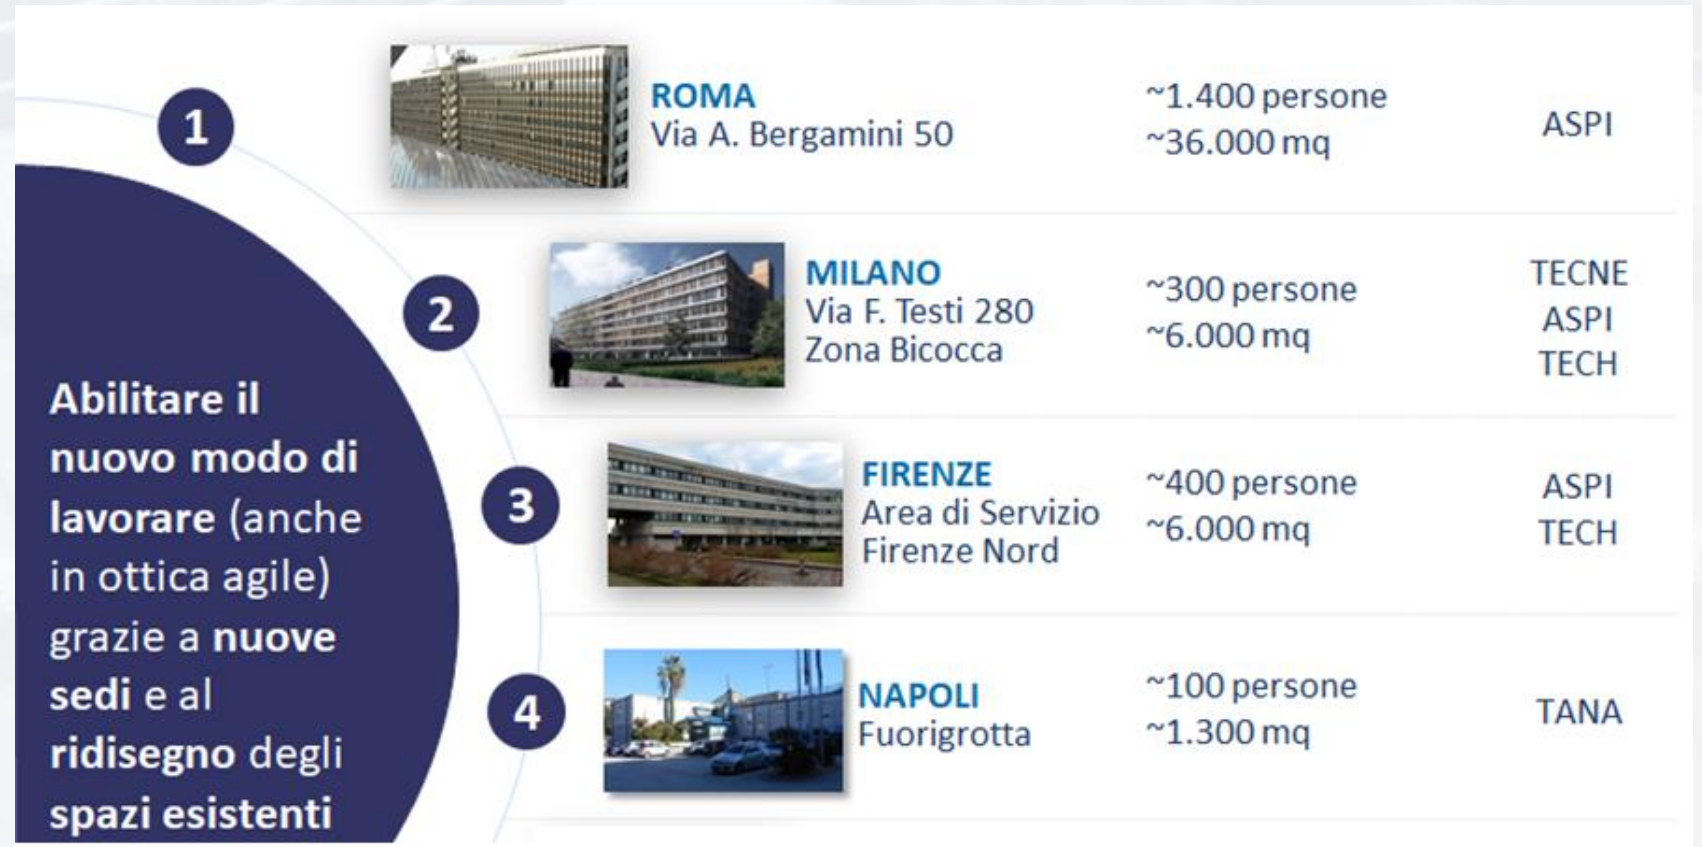 1
ROMA
Via A. Bergamini 50
~1.400 persone
~36.000 mq
ASPI
2
MILANO
Via F. Testi 280
Zona Bicocca
~300 persone
~6.000 mq
TECNE
ASPI
TECH
3
FIRENZE
Area di Servizio
Firenze Nord
~400 persone
~6.000 mq
ASPI
TECH
4
NAPOLI
Fuorigrotta
~100 persone
~1.300 mq
TANA
Abilitare il
nuovo modo di
lavorare (anche
in ottica agile)
grazie a nuove
sedi e al
ridisegno degli
spazi esistenti